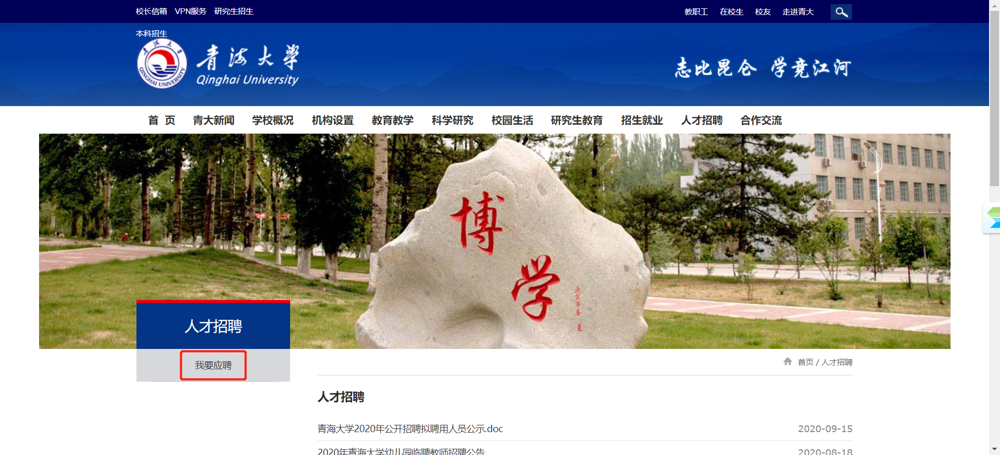 校长信箱 VPN服务 研究生招生
教职工 在校生 校友 走进青大
本科招生
青海大学
Qinghai University
QINGHAI UNIVERSITY
志比昆仑 学竞江河
首 页 青大新闻 学校概况 机构设置 教育教学 科学研究 校园生活 研究生教育 招生就业 人才招聘 合作交流
博
学
人才招聘
我要应聘
首页 / 人才招聘
人才招聘
青海大学2020年公开招聘拟聘用人员公示.doc 2020-09-15
2020年青海大学幼儿园临聘教师招聘公告 2020-08-18